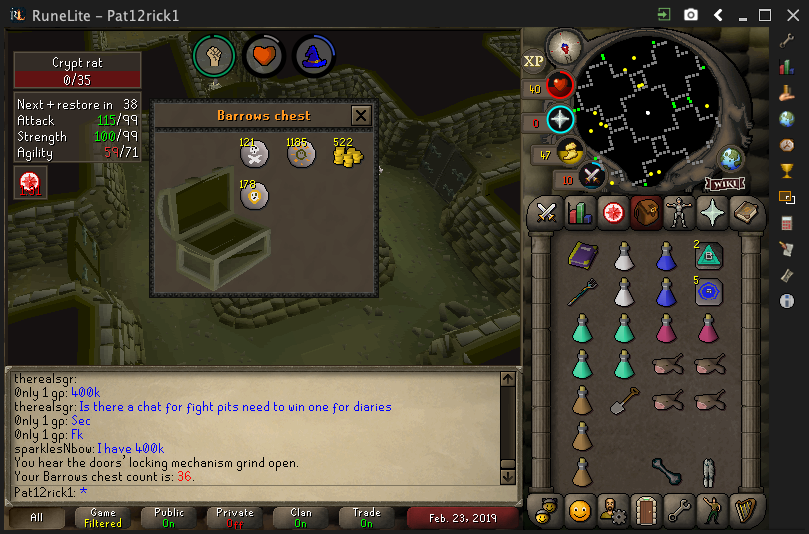 RuneLite - Pat12rick1
Crypt rat
0/35
Next + restore in 38
Attack 115/99
Strength 100/99
Agility 59/71
131
Barrows chest
121
1185
522
178
XP
40
0
47
10
WIKI
2
5
therealsgr:
0nly 1 gp: 400k
therealsgr: Is there a chat for fight pits need to win one for diaries
0nly 1 gp: Sec
0nly 1 gp: Fk
sparklesNbow: I have 400k
You hear the doors' locking mechanism grind open.
Your Barrows chest count is: 36.
Pat12rick1: *
All
Game
Filtered
Public
On
Private
Off
Clan
On
Trade
On
Feb. 23, 2019